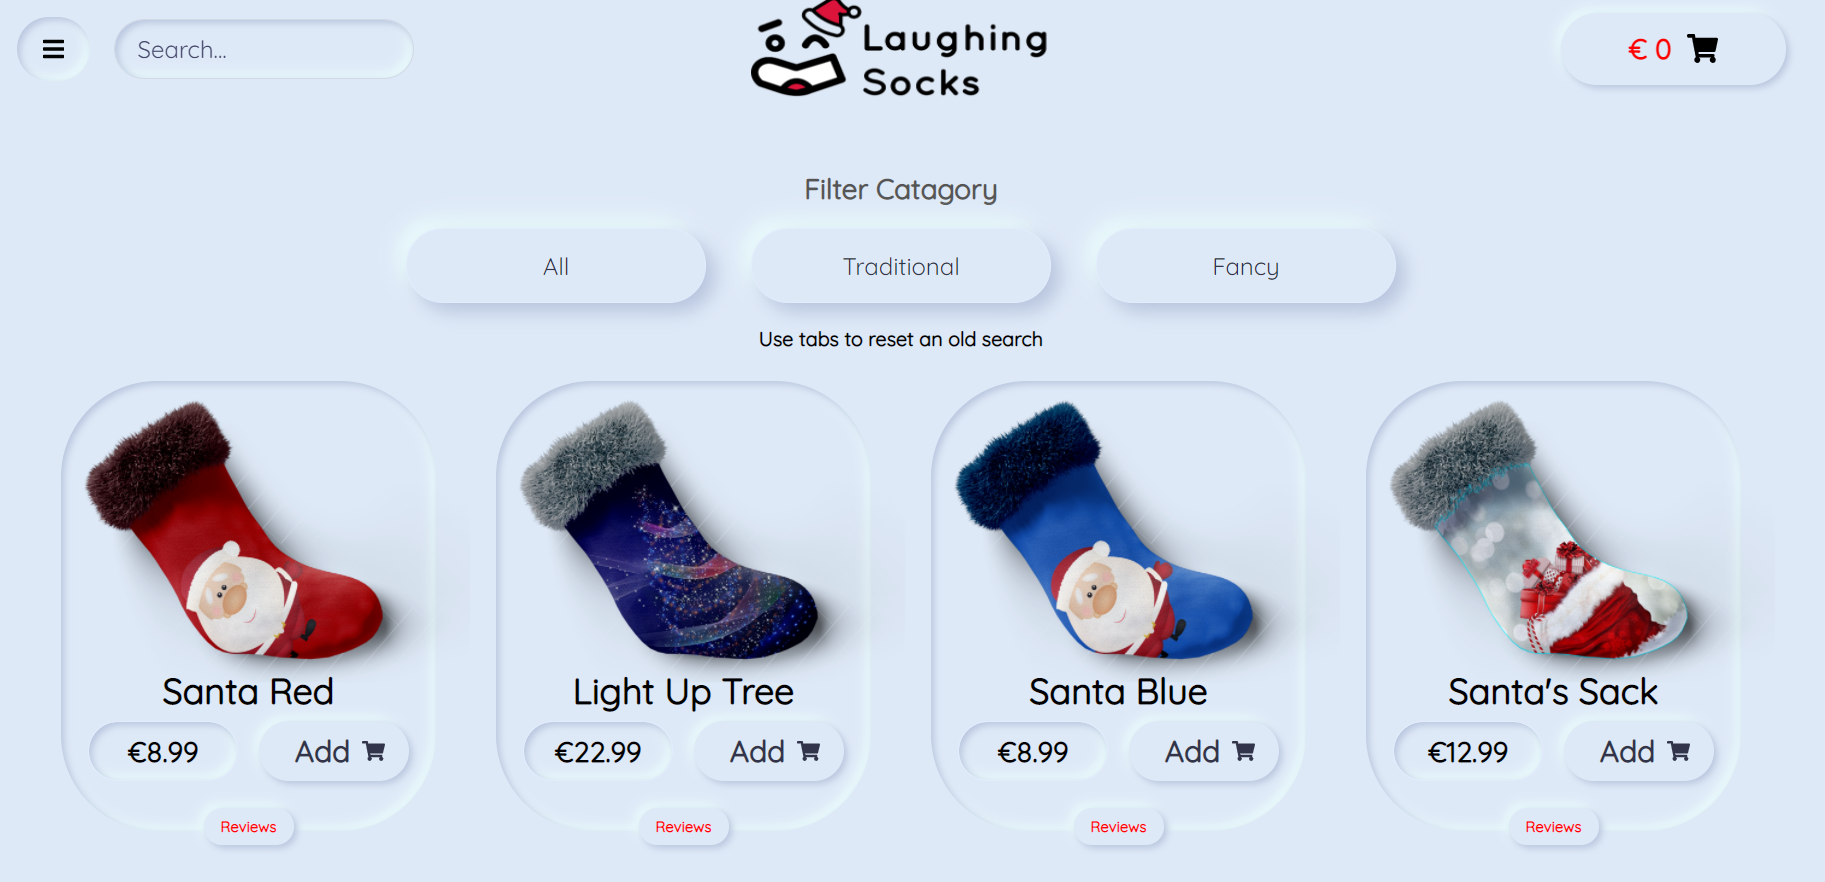 Search...
Laughing
Socks
€ 0
Filter Catagory
All
Traditional
Fancy
Use tabs to reset an old search
Santa Red
€8.99
Add
Reviews
Light Up Tree
€22.99
Add
Reviews
Santa Blue
€8.99
Add
Reviews
Santa's Sack
€12.99
Add
Reviews